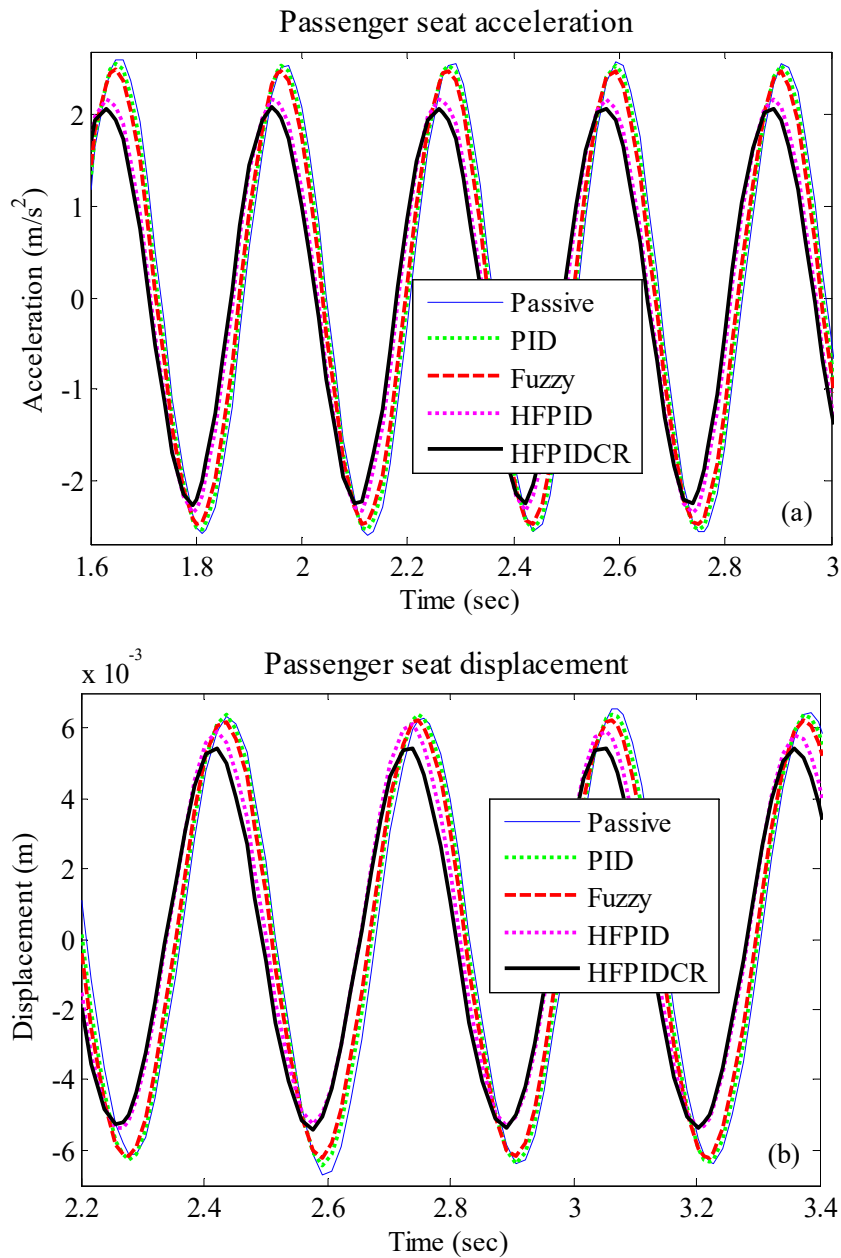 Passenger seat acceleration
2
1
0
-1
-2
Acceleration (m/s²)
Passive
PID
Fuzzy
HFPID
HFPIDCR
(a)
1.6 1.8 2 2.2 2.4 2.6 2.8 3
Time (sec)
x 10⁻³
Passenger seat displacement
6
4
2
0
-2
-4
-6
Displacement (m)
Passive
PID
Fuzzy
HFPID
HFPIDCR
(b)
2.2 2.4 2.6 2.8 3 3.2 3.4
Time (sec)